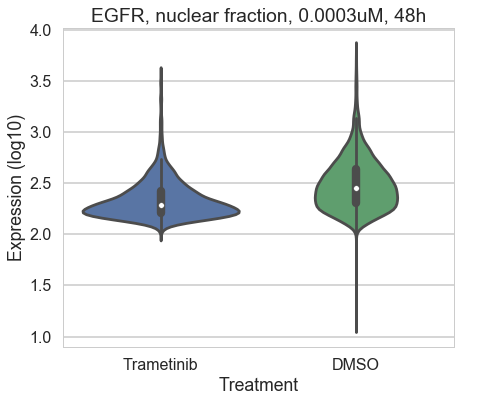 EGFR, nuclear fraction, 0.0003uM, 48h
4.0
3.5
3.0
2.5
2.0
1.5
1.0
Expression (log10)
Trametinib DMSO
Treatment